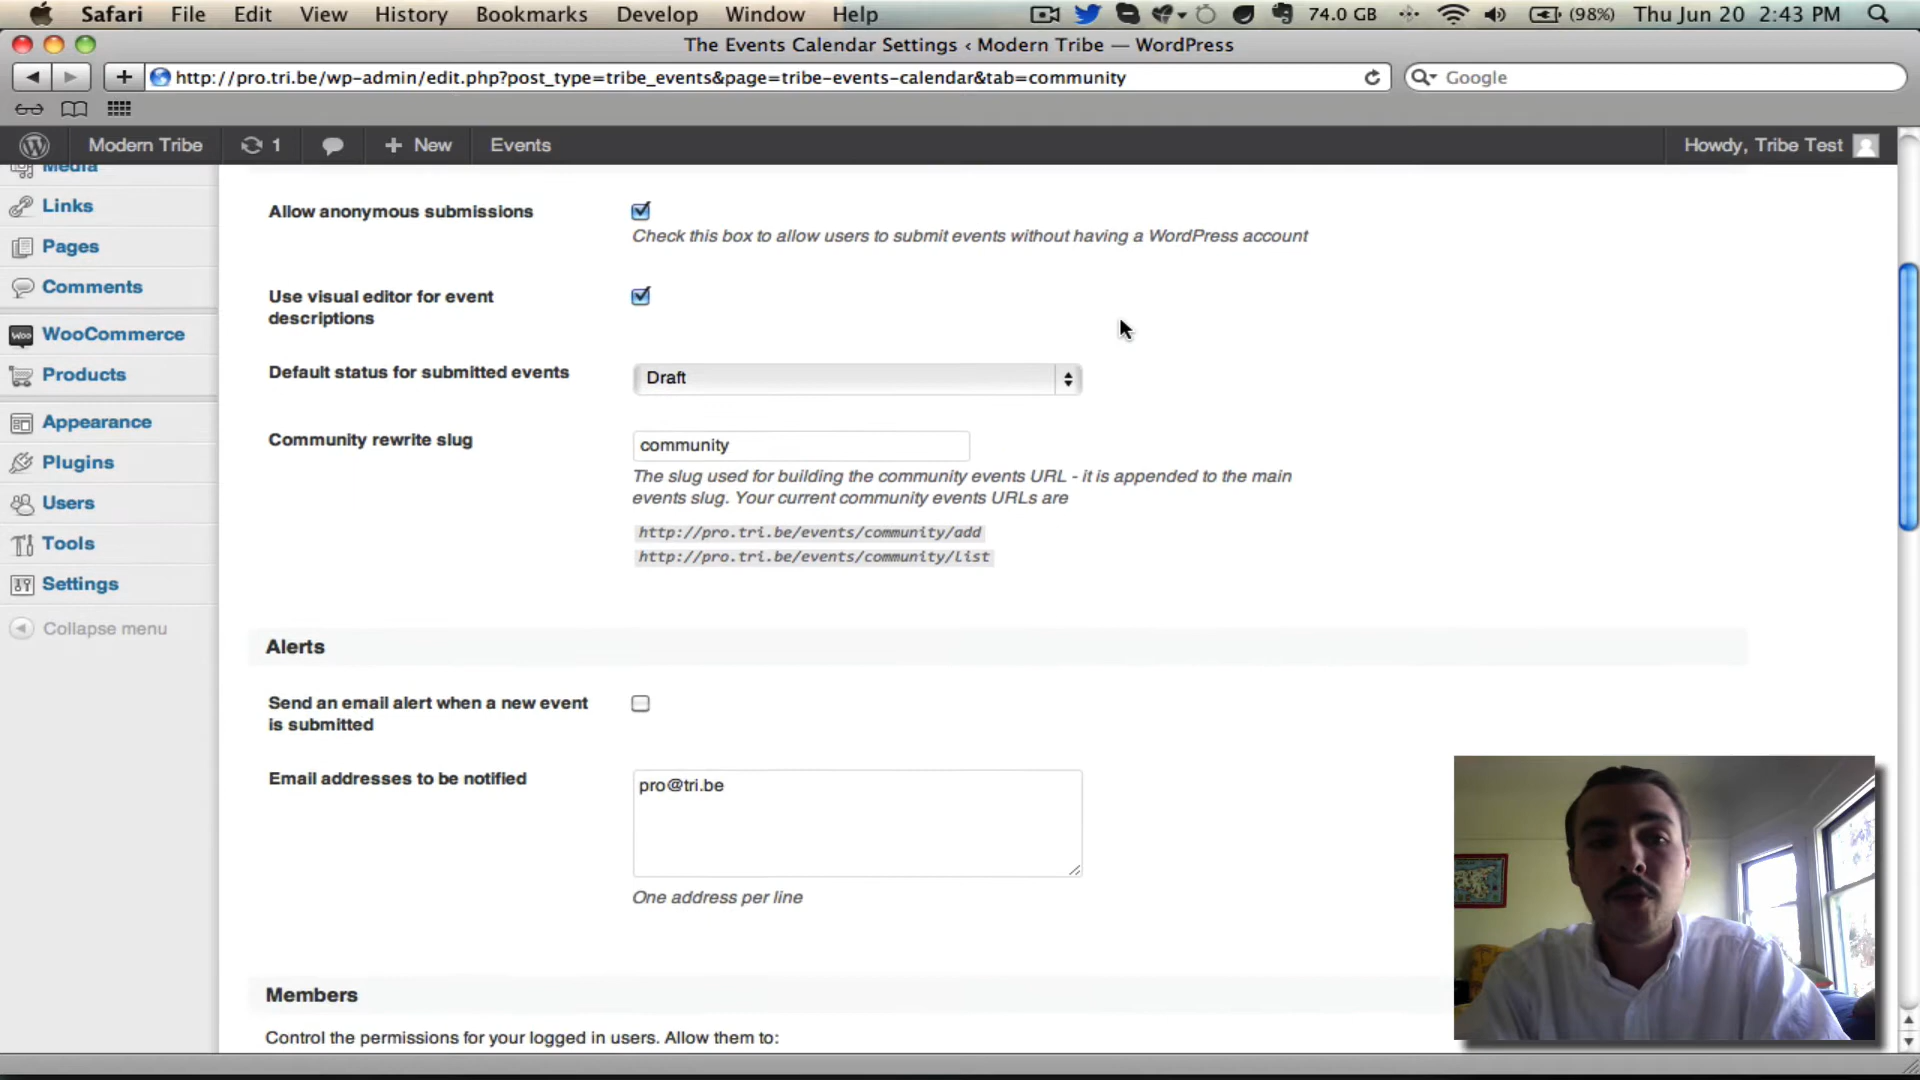 Safari File Edit View History Bookmarks Develop Window Help 74.0 GB (98%) Thu Jun 20 2:43 PM
The Events Calendar Settings ‹ Modern Tribe — WordPress
http://pro.tri.be/wp-admin/edit.php?post_type=tribe_events&page=tribe-events-calendar&tab=community Google
Modern Tribe 1 + New Events Howdy, Tribe Test
Media
Links
Pages
Comments
WooCommerce
Products
Appearance
Plugins
Users
Tools
Settings
Collapse menu
Allow anonymous submissions
Check this box to allow users to submit events without having a WordPress account
Use visual editor for event
descriptions
Default status for submitted events Draft
Community rewrite slug community
The slug used for building the community events URL - it is appended to the main
events slug. Your current community events URLs are
http://pro.tri.be/events/community/add
http://pro.tri.be/events/community/list
Alerts
Send an email alert when a new event
is submitted
Email addresses to be notified pro@tri.be
One address per line
Members
Control the permissions for your logged in users. Allow them to: